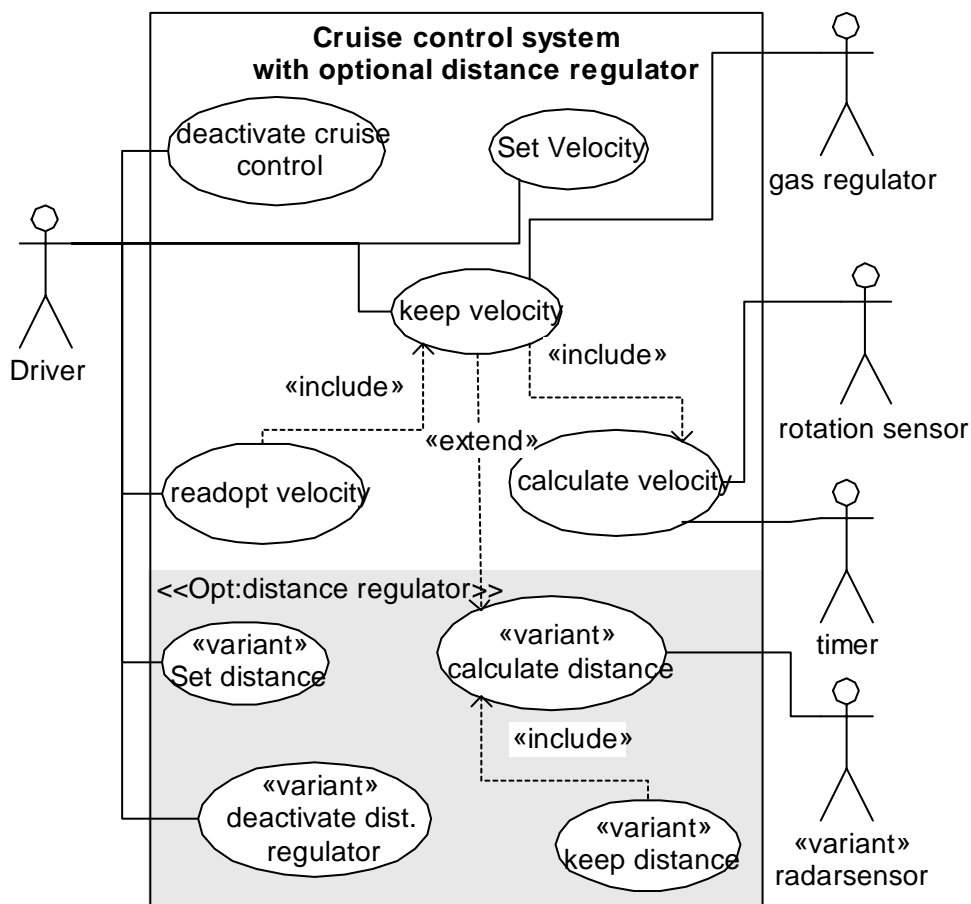 Cruise control system
with optional distance regulator
deactivate cruise
control
Set Velocity
gas regulator
Driver
keep velocity
«include»
«include»
rotation sensor
«extend»
readopt velocity
calculate velocity
<<Opt:distance regulator>>
timer
«variant»
Set distance
«variant»
calculate distance
«include»
«variant»
deactivate dist.
regulator
«variant»
keep distance
«variant»
radarsensor